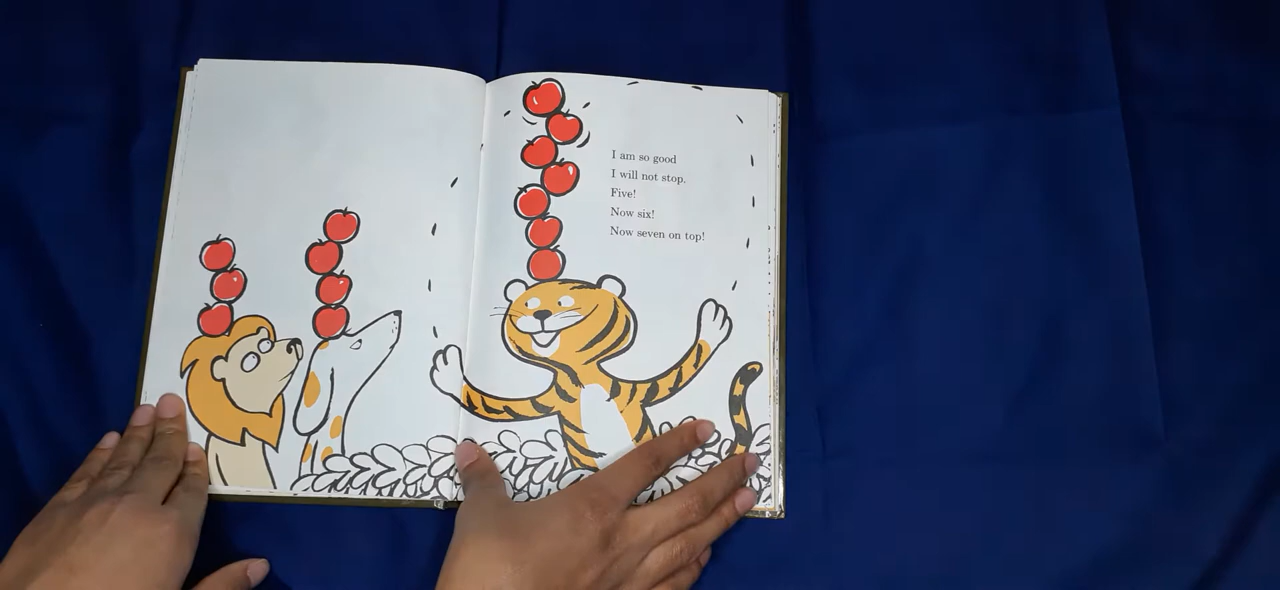 I am so good
I will not stop.
Five!
Now six!
Now seven on top!